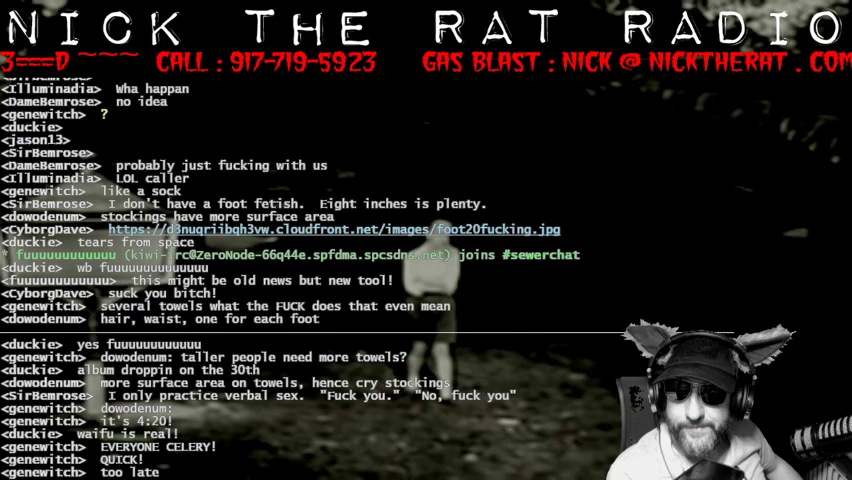 NICK THE RAT RADIO
3===D ~~~ CALL : 917-719-5923 GAS BLAST : NICK @ NICKTHERAT . COM
<Illuminadia> Wha happan
<DameBemrose> no idea
<genewitch> ?
<duckie>
<jason13>
<SirBemrose>
<DameBemrose> probably just fucking with us
<Illuminadia> LOL caller
<genewitch> like a sock
<SirBemrose> I don't have a foot fetish. Eight inches is plenty.
<dowodenum> stockings have more surface area
<CyborgDave> https://d3nuqriibqh3vw.cloudfront.net/images/foot20fucking.jpg
<duckie> tears from space
* fuuuuuuuuuuuu (kiwi-irc@ZeroNode-66q44e.spfdma.spcsdns.net) joins #sewerchat
<duckie> wb fuuuuuuuuuuuuu
<fuuuuuuuuuuuu> this might be old news but new tool!
<CyborgDave> suck you bitch!
<genewitch> several towels what the FUCK does that even mean
<dowodenum> hair, waist, one for each foot
<duckie> yes fuuuuuuuuuuuu
<genewitch> dowodenum: taller people need more towels?
<duckie> album droppin on the 30th
<dowodenum> more surface area on towels, hence cry stockings
<SirBemrose> I only practice verbal sex. "Fuck you." "No, fuck you"
<genewitch> dowodenum:
<genewitch> it's 4:20!
<duckie> waifu is real!
<genewitch> EVERYONE CELERY!
<genewitch> QUICK!
<genewitch> too late